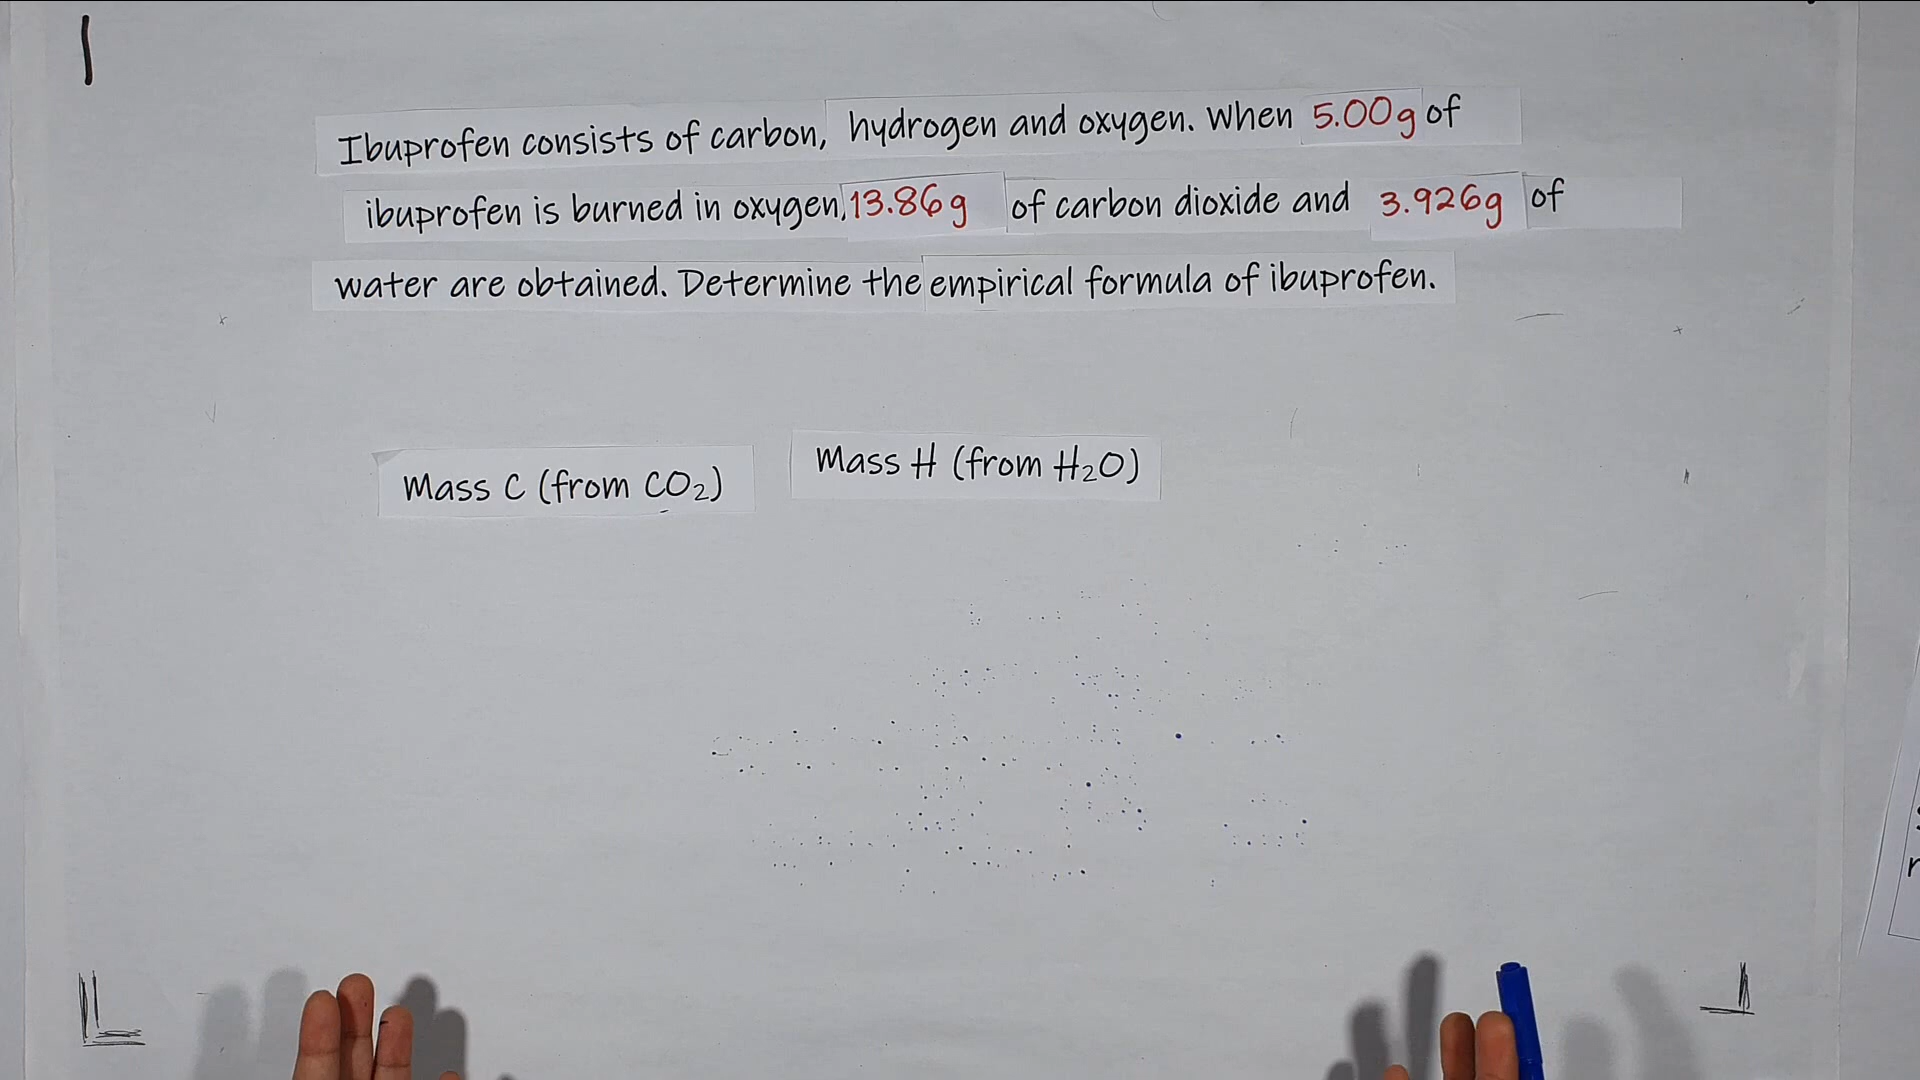 Ibuprofen consists of carbon, hydrogen and oxygen. When 5.00g of
ibuprofen is burned in oxygen, 13.86g of carbon dioxide and 3.926g of
water are obtained. Determine the empirical formula of ibuprofen.
Mass C (from CO₂) Mass H (from H₂O)